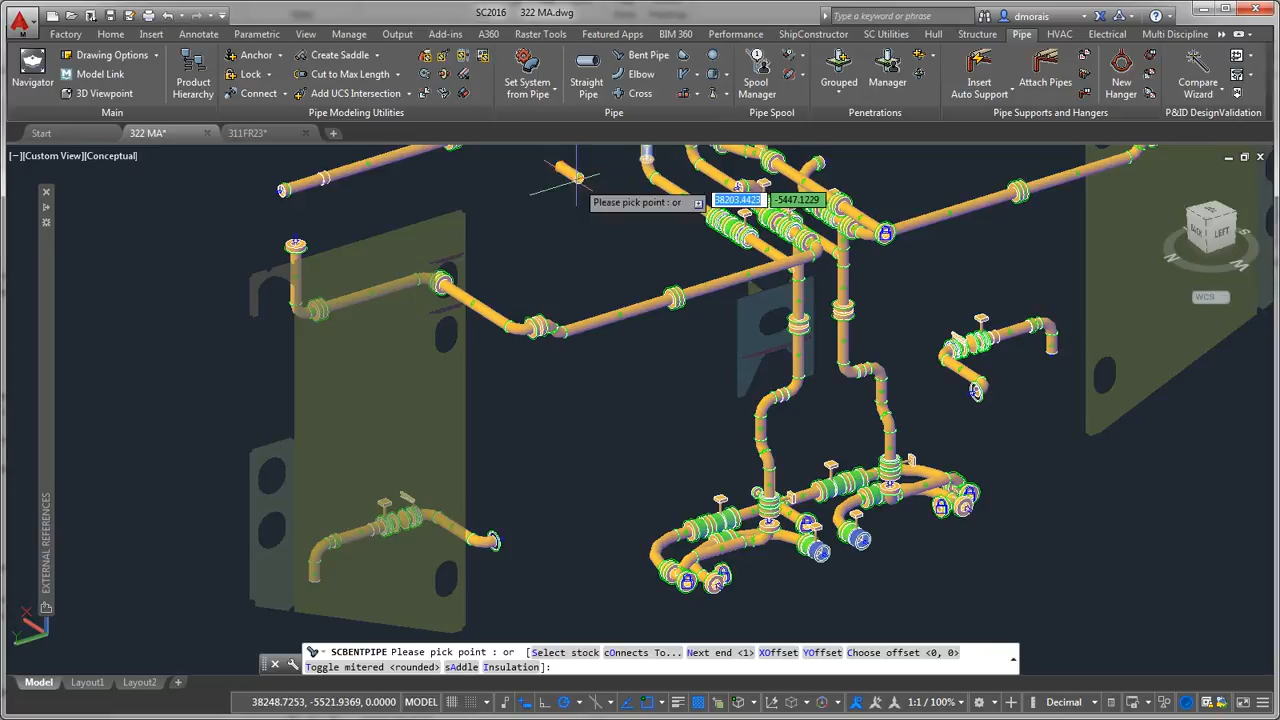 SC2016    322 MA.dwg
Type a keyword or phrase
dmorais
Factory
Home
Insert
Annotate
Parametric
View
Manage
Output
Add-ins
A360
Raster Tools
Featured Apps
BIM 360
Performance
ShipConstructor
SC Utilities
Hull
Structure
Pipe
HVAC
Electrical
Multi Discipline
Navigator
Drawing Options
Model Link
3D Viewpoint
Main
Product
Hierarchy
Anchor
Lock
Connect
Create Saddle
Cut to Max Length
Add UCS Intersection
Pipe Modeling Utilities
Set System
from Pipe
Straight
Pipe
Bent Pipe
Elbow
Cross
Pipe
Spool
Manager
Pipe Spool
Grouped
Manager
Penetrations
Insert
Auto Support
Attach Pipes
New
Hanger
Pipe Supports and Hangers
Compare
Wizard
P&ID DesignValidation
Start
322 MA*
311FR23*
[−][Custom View][Conceptual]
Please pick point : or
38203.4423
-5447.1229
BACK
LEFT
N
WCS
EXTERNAL REFERENCES
X
Y
SCBENTPIPE Please pick point : or [Select stock cOnnects To... Next end <1> XOffset YOffset Choose offset <0, 0>
Toggle mitered <rounded> sAddle Insulation]:
Model
Layout1
Layout2
38248.7253, -5521.9369, 0.0000
MODEL
1:1 / 100%
Decimal